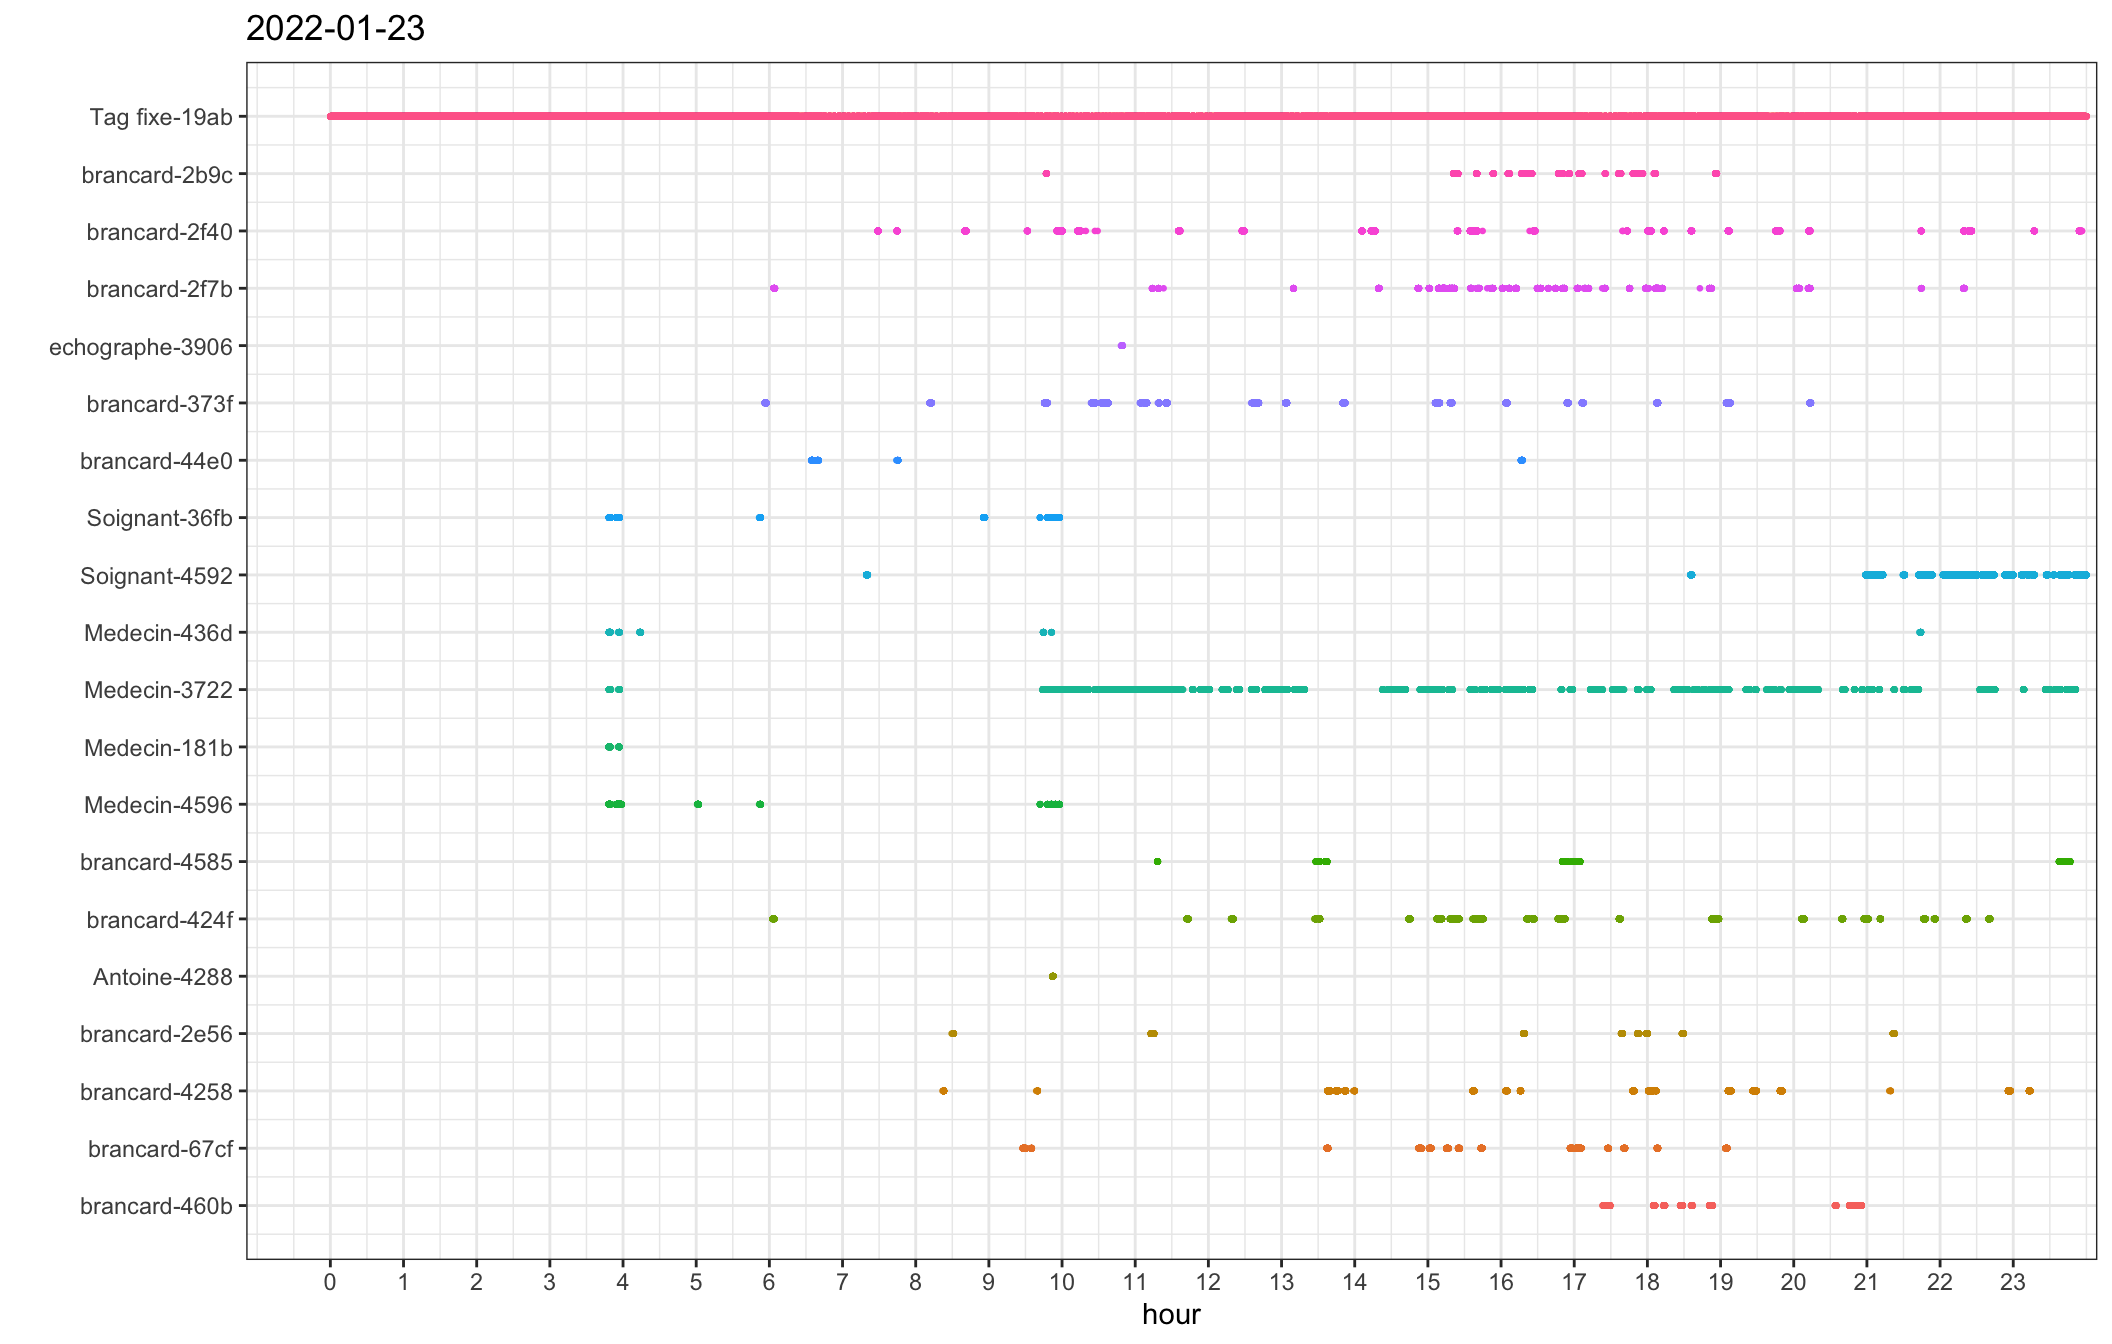 2022-01-23
Tag fixe-19ab
brancard-2b9c
brancard-2f40
brancard-2f7b
echographe-3906
brancard-373f
brancard-44e0
Soignant-36fb
Soignant-4592
Medecin-436d
Medecin-3722
Medecin-181b
Medecin-4596
brancard-4585
brancard-424f
Antoine-4288
brancard-2e56
brancard-4258
brancard-67cf
brancard-460b
0 1 2 3 4 5 6 7 8 9 10 11 12 13 14 15 16 17 18 19 20 21 22 23
hour